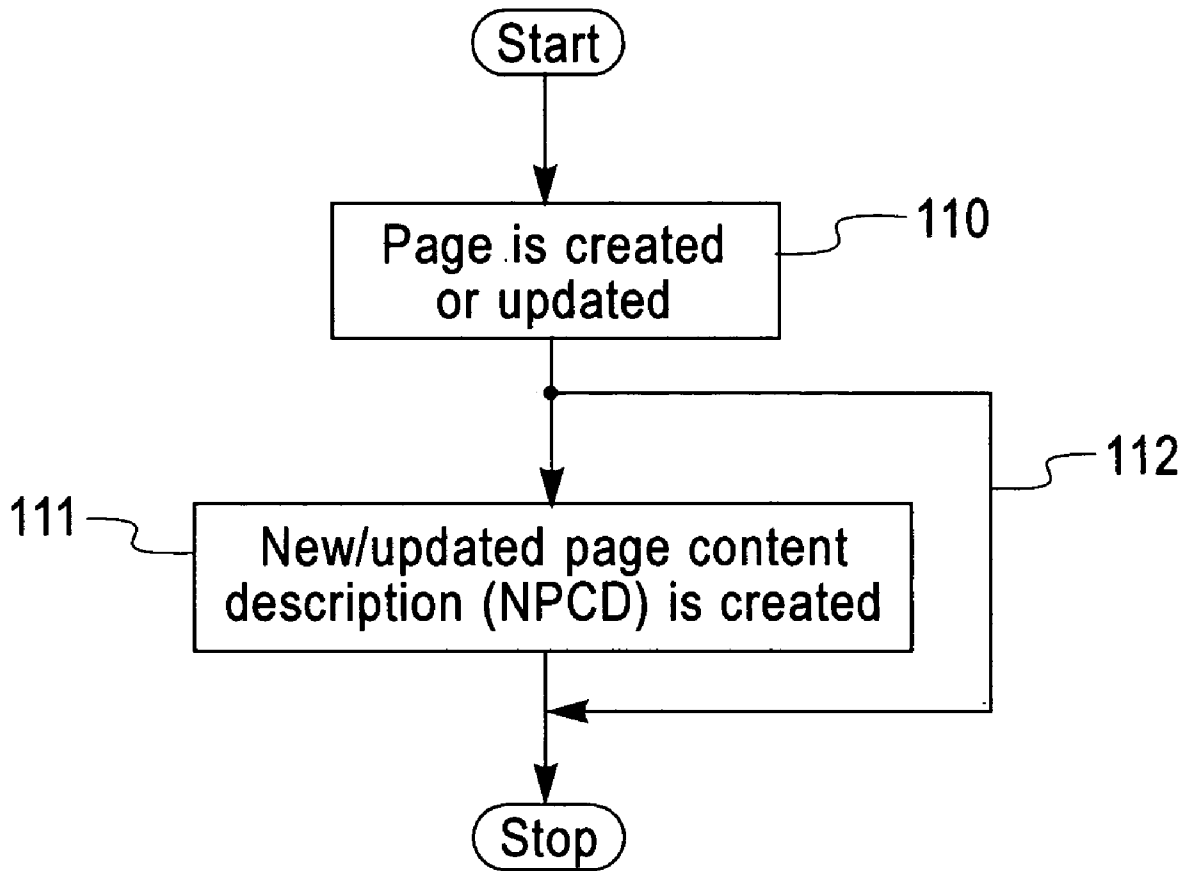 Start
Page is created
or updated
110
112
111
New/updated page content
description (NPCD) is created
Stop